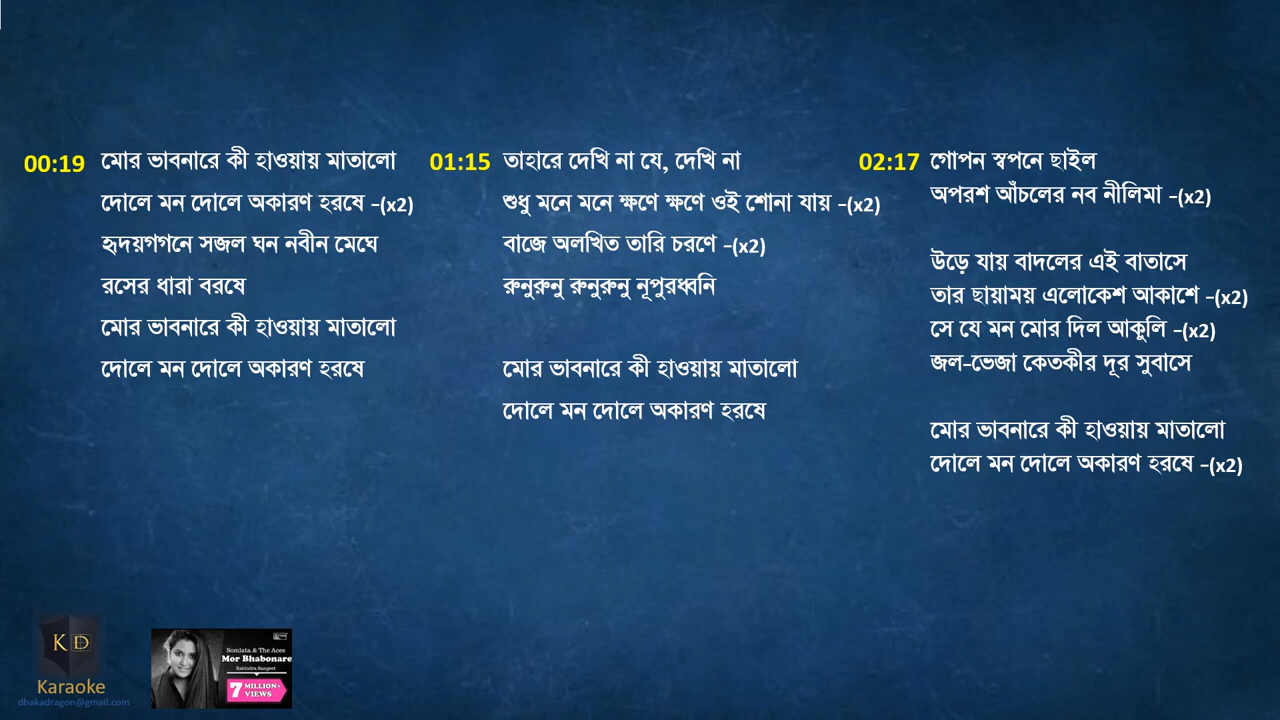 00:19
মোর ভাবনারে কী হাওয়ায় মাতালো
দোলে মন দোলে অকারণ হরষে –(x2)
হৃদয়গগনে সজল ঘন নবীন মেঘে
রসের ধারা বরষে
মোর ভাবনারে কী হাওয়ায় মাতালো
দোলে মন দোলে অকারণ হরষে
01:15
তাহারে দেখি না যে, দেখি না
শুধু মনে মনে ক্ষণে ক্ষণে ওই শোনা যায় –(x2)
বাজে অলখিত তারি চরণে –(x2)
রুনুরুনু রুনুরুনু নূপুরধ্বনি
মোর ভাবনারে কী হাওয়ায় মাতালো
দোলে মন দোলে অকারণ হরষে
02:17
গোপন স্বপনে ছাইল
অপরশ আঁচলের নব নীলিমা –(x2)
উড়ে যায় বাদলের এই বাতাসে
তার ছায়াময় এলোকেশ আকাশে –(x2)
সে যে মন মোর দিল আকুলি –(x2)
জল-ভেজা কেতকীর দূর সুবাসে
মোর ভাবনারে কী হাওয়ায় মাতালো
দোলে মন দোলে অকারণ হরষে –(x2)
K D
Karaoke
dhakadragon@gmail.com
Somlata & The Aces
Mor Bhabonare
Rabindra Sangeet
7 MILLION+
VIEWS